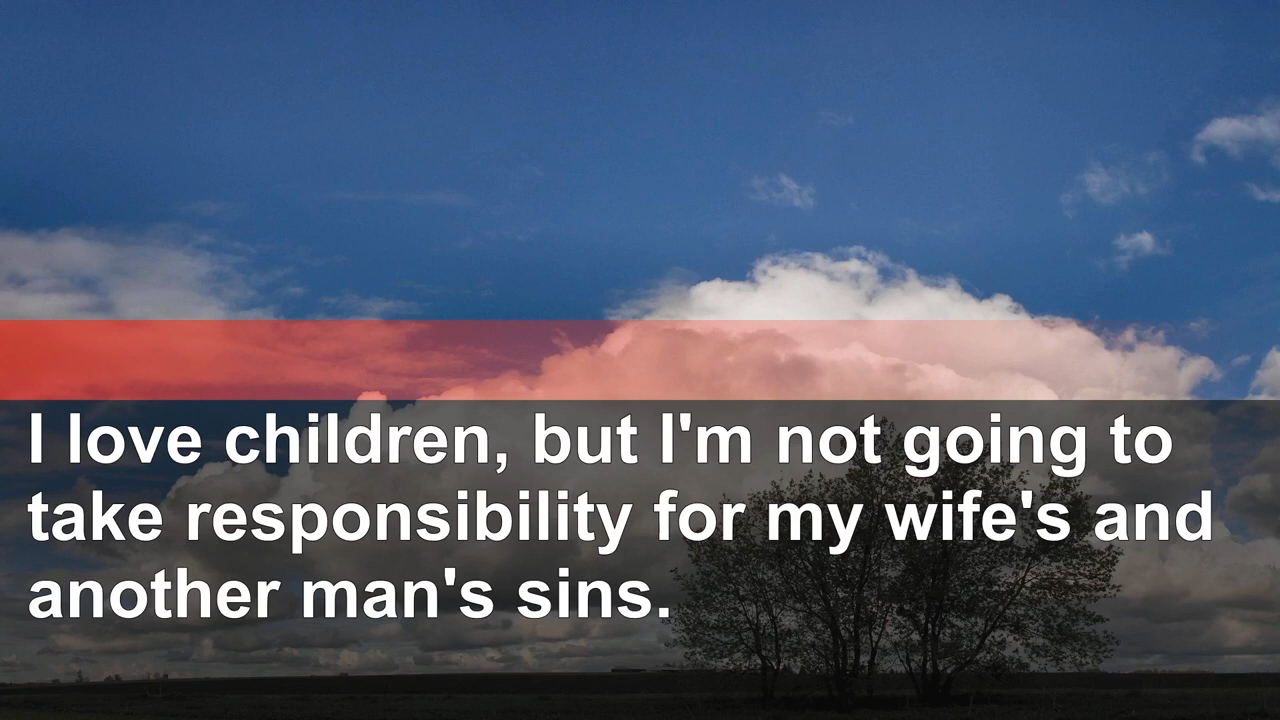 I love children, but I'm not going to
take responsibility for my wife's and
another man's sins.